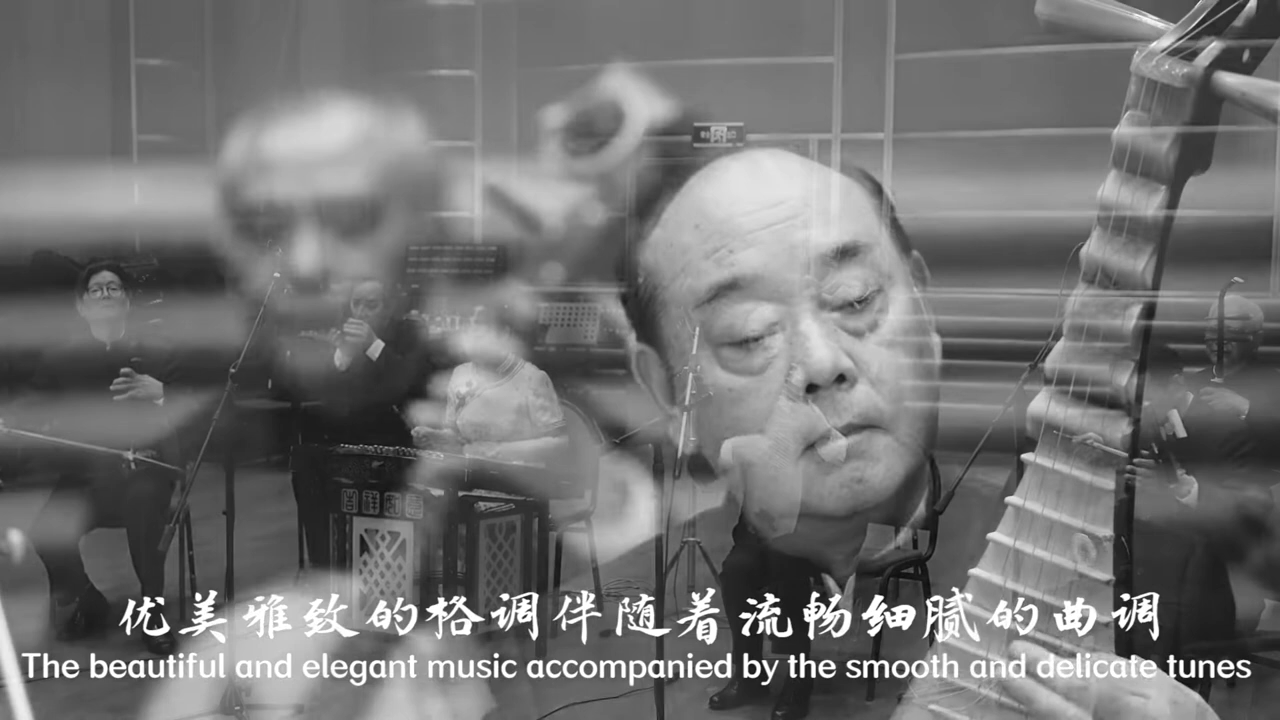 优美雅致的格调伴随着流畅细腻的曲调
The beautiful and elegant music accompanied by the smooth and delicate tunes